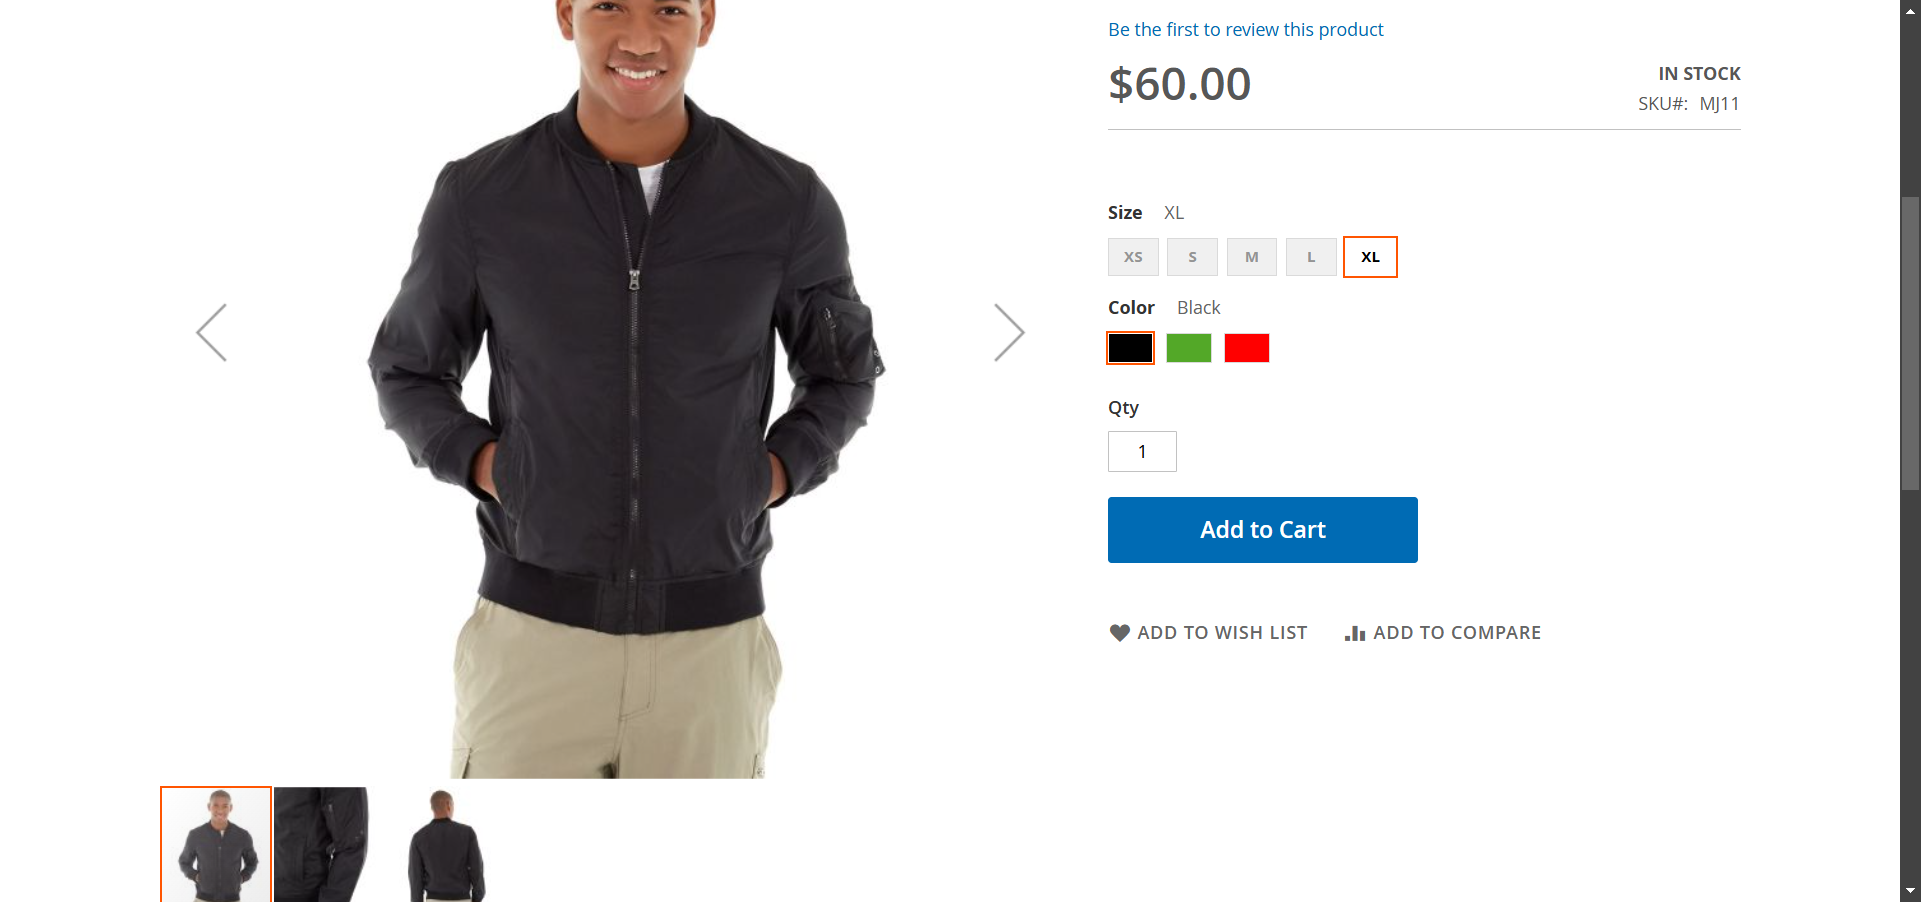 Be the first to review this product
$60.00
IN STOCK
SKU#: MJ11
Size XL
XS S M L XL
Color Black
Qty
1
Add to Cart
ADD TO WISH LIST
ADD TO COMPARE